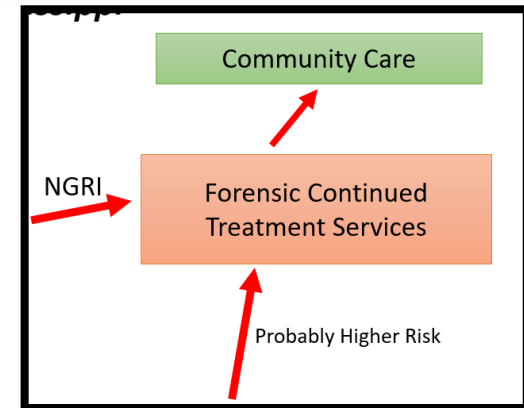 Community Care
NGRI
Forensic Continued
Treatment Services
Probably Higher Risk